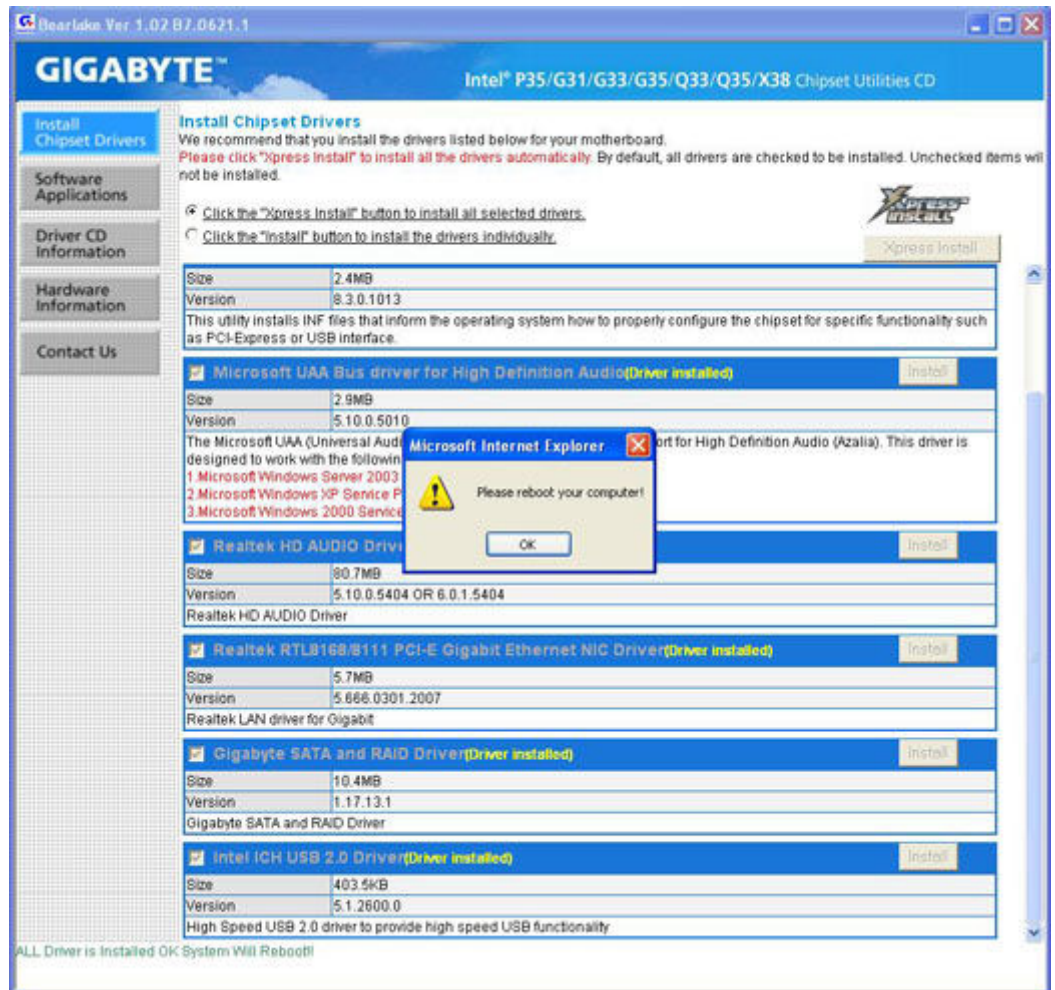 Bearlake Ver 1.02 B7.0621.1
GIGABYTE™
Intel® P35/G31/G33/G35/Q33/Q35/X38 Chipset Utilities CD
Install
Chipset Drivers
Software
Applications
Driver CD
Information
Hardware
Information
Contact Us
Install Chipset Drivers
We recommend that you install the drivers listed below for your motherboard.
Please click "Xpress Install" to install all the drivers automatically. By default, all drivers are checked to be installed. Unchecked items will
not be installed.
Click the "Xpress Install" button to install all selected drivers.
Click the "Install" button to install the drivers individually.
Xpress
INSTALL
Xpress Install
Size 2.4MB
Version 8.3.0.1013
This utility installs INF files that inform the operating system how to properly configure the chipset for specific functionality such
as PCI-Express or USB interface.
Microsoft UAA Bus driver for High Definition Audio(Driver installed) Install
Size 2.9MB
Version 5.10.0.5010
The Microsoft UAA (Universal Audi ort for High Definition Audio (Azalia). This driver is
designed to work with the followin
1.Microsoft Windows Server 2003
2.Microsoft Windows XP Service P
3.Microsoft Windows 2000 Service
Microsoft Internet Explorer
Please reboot your computer!
OK
Realtek HD AUDIO Driv Install
Size 80.7MB
Version 5.10.0.5404 OR 6.0.1.5404
Realtek HD AUDIO Driver
Realtek RTL8168/8111 PCI-E Gigabit Ethernet NIC Driver(Driver installed) Install
Size 5.7MB
Version 5.666.0301.2007
Realtek LAN driver for Gigabit
Gigabyte SATA and RAID Driver(Driver installed) Install
Size 10.4MB
Version 1.17.13.1
Gigabyte SATA and RAID Driver
Intel ICH USB 2.0 Driver(Driver installed) Install
Size 403.5KB
Version 5.1.2600.0
High Speed USB 2.0 driver to provide high speed USB functionality
ALL Driver is Installed OK System Will Reboot!!